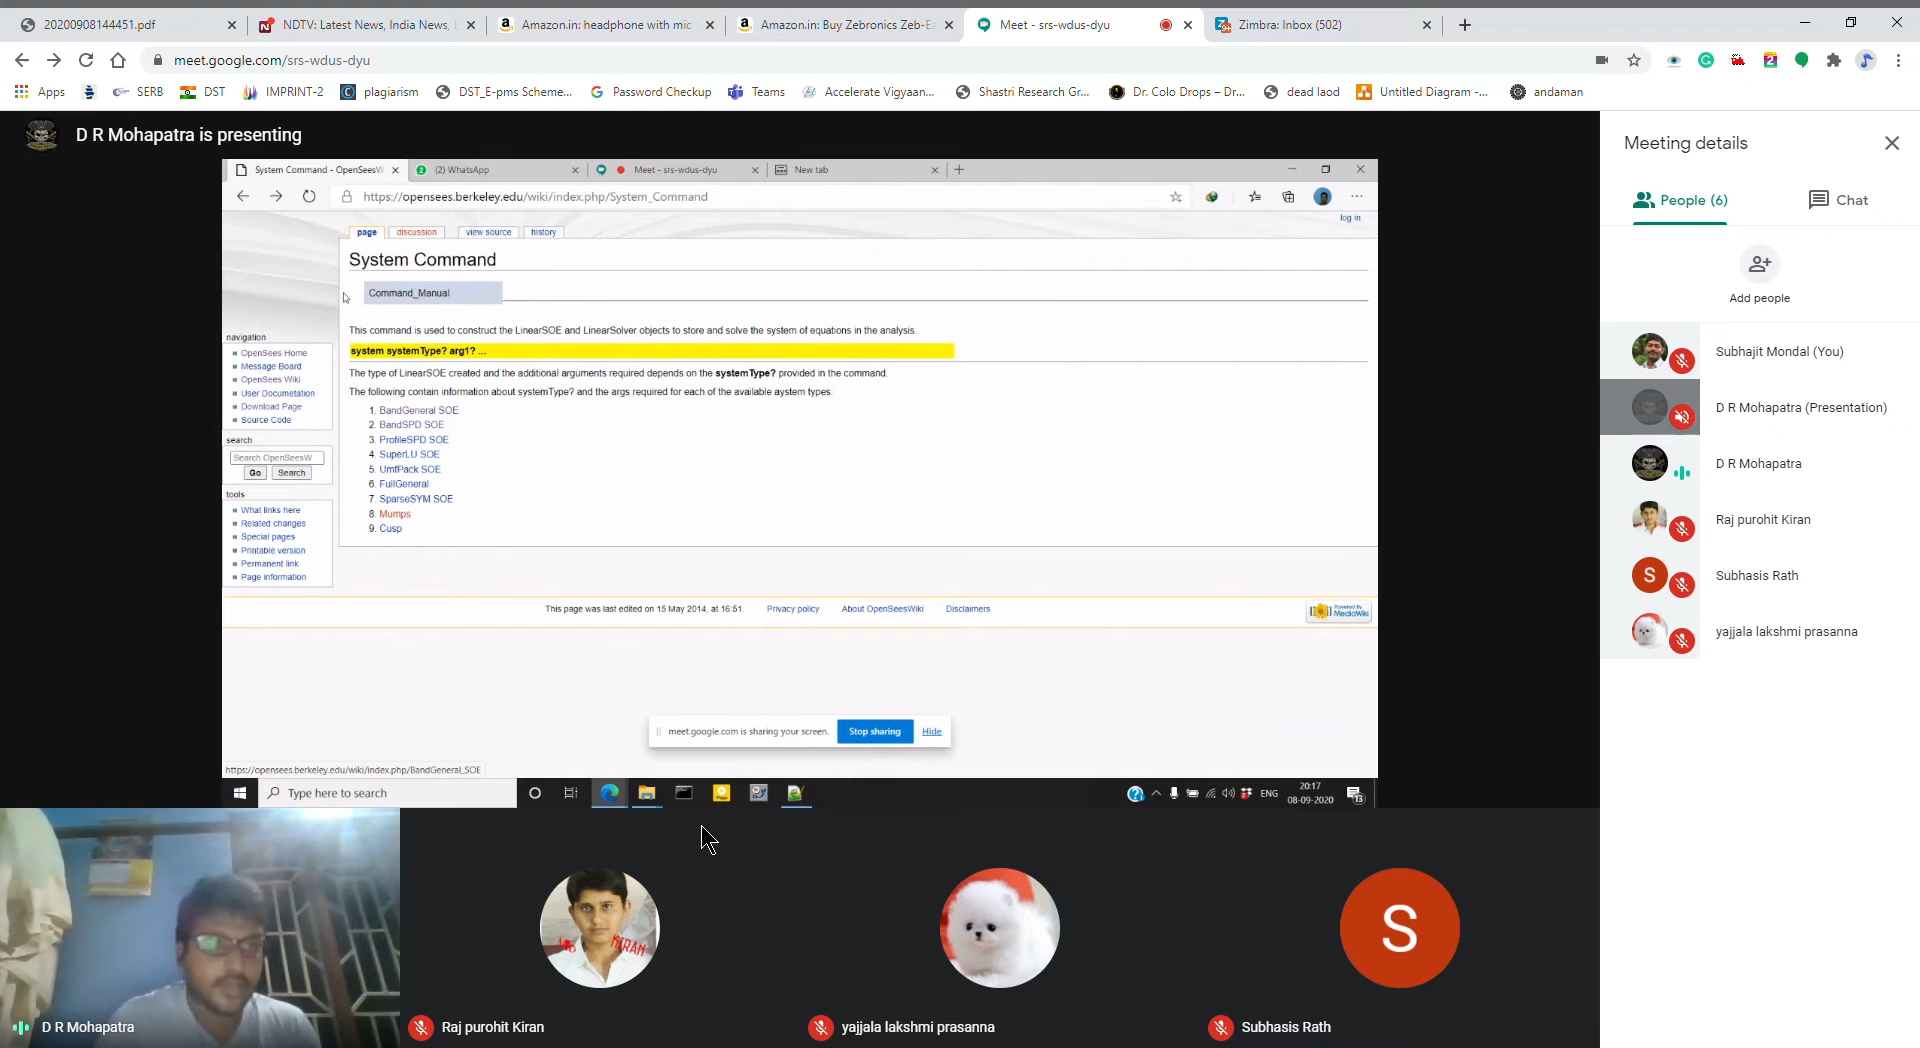 20200908144451.pdf
NDTV: Latest News, India News,
Amazon.in: headphone with mic
Amazon.in: Buy Zebronics Zeb-Ea
Meet - srs-wdus-dyu
Zimbra: Inbox (502)
meet.google.com/srs-wdus-dyu
Apps
SERB
DST
IMPRINT-2
plagiarism
DST_E-pms Scheme...
Password Checkup
Teams
Accelerate Vigyaan...
Shastri Research Gr...
Dr. Colo Drops – Dr...
dead laod
Untitled Diagram -...
andaman
D R Mohapatra is presenting
System Command - OpenSeesW
(2) WhatsApp
Meet - srs-wdus-dyu
New tab
https://opensees.berkeley.edu/wiki/index.php/System_Command
log in
page
discussion
view source
history
System Command
Command_Manual
This command is used to construct the LinearSOE and LinearSolver objects to store and solve the system of equations in the analysis.
system systemType? arg1? ...
The type of LinearSOE created and the additional arguments required depends on the systemType? provided in the command.
The following contain information about systemType? and the args required for each of the available aystem types:
1. BandGeneral SOE
2. BandSPD SOE
3. ProfileSPD SOE
4. SuperLU SOE
5. UmfPack SOE
6. FullGeneral
7. SparseSYM SOE
8. Mumps
9. Cusp
navigation
OpenSees Home
Message Board
OpenSees Wiki
User Documetation
Download Page
Source Code
search
Search OpenSeesW
Go
Search
tools
What links here
Related changes
Special pages
Printable version
Permanent link
Page information
This page was last edited on 15 May 2014, at 16:51.
Privacy policy
About OpenSeesWiki
Disclaimers
Powered By
MediaWiki
meet.google.com is sharing your screen.
Stop sharing
Hide
https://opensees.berkeley.edu/wiki/index.php/BandGeneral_SOE
Type here to search
ENG
20:17
08-09-2020
13
Meeting details
People (6)
Chat
Add people
Subhajit Mondal (You)
D R Mohapatra (Presentation)
D R Mohapatra
Raj purohit Kiran
S
Subhasis Rath
yajjala lakshmi prasanna
D R Mohapatra
KIRAN
Raj purohit Kiran
yajjala lakshmi prasanna
S
Subhasis Rath